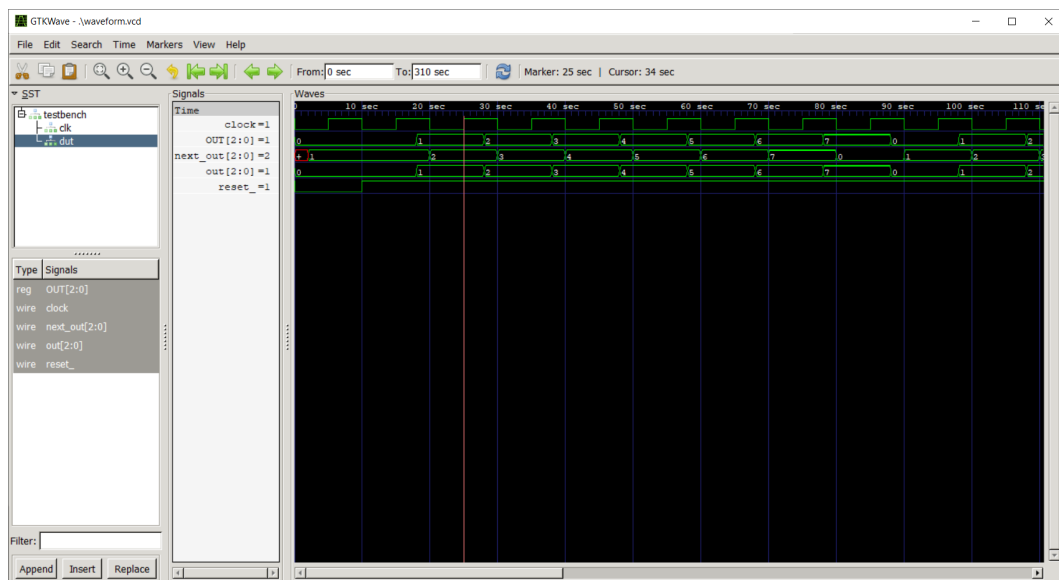 GTKWave - .\waveform.vcd
File Edit Search Time Markers View Help
From: 0 sec To: 310 sec Marker: 25 sec | Cursor: 34 sec
SST
testbench
clk
dut
Type Signals
reg OUT[2:0]
wire clock
wire next_out[2:0]
wire out[2:0]
wire reset_
Filter:
Append Insert Replace
Signals
Time
clock=1
OUT[2:0] =1
next_out[2:0] =2
out[2:0] =1
reset_ =1
Waves
10 sec 20 sec 30 sec 40 sec 50 sec 60 sec 70 sec 80 sec 90 sec 100 sec 110 se
0 1 2 3 4 5 6 7 0 1 2
+ 1 2 3 4 5 6 7 0 1 2
0 1 2 3 4 5 6 7 0 1 2